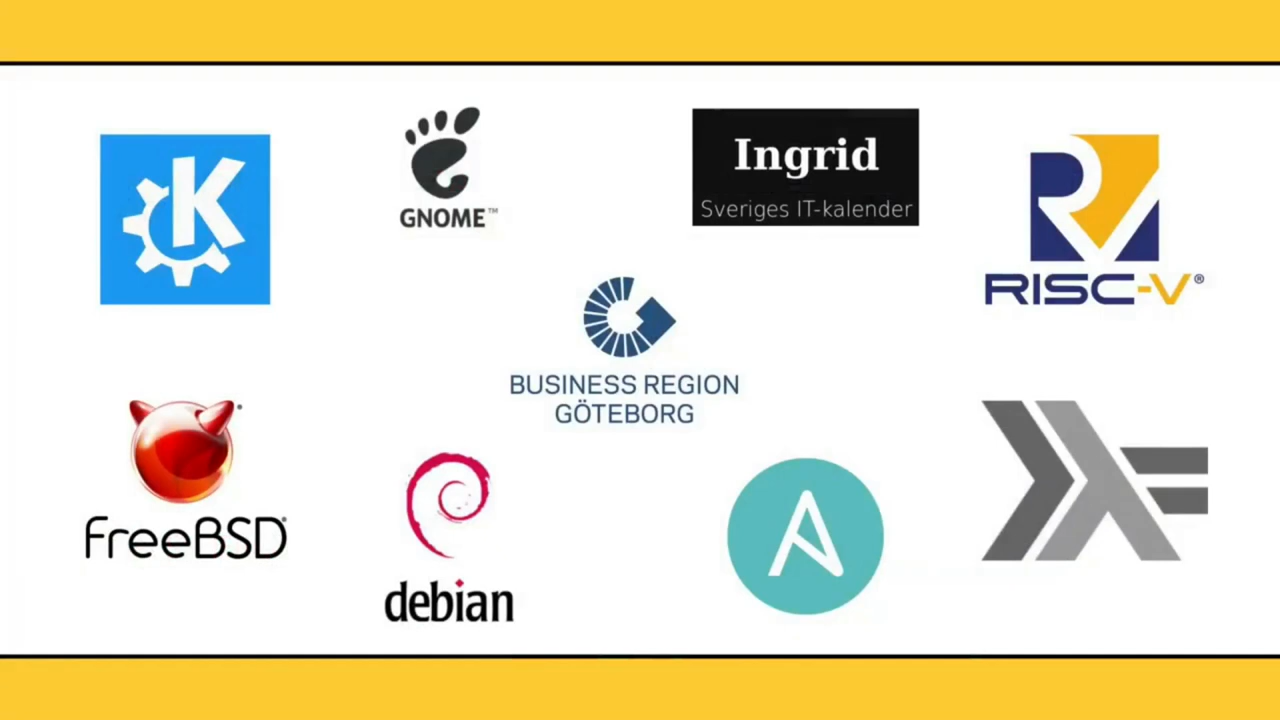 K
GNOME™
Ingrid
Sveriges IT-kalender
RISC-V®
BUSINESS REGION
GÖTEBORG
FreeBSD
debian
A